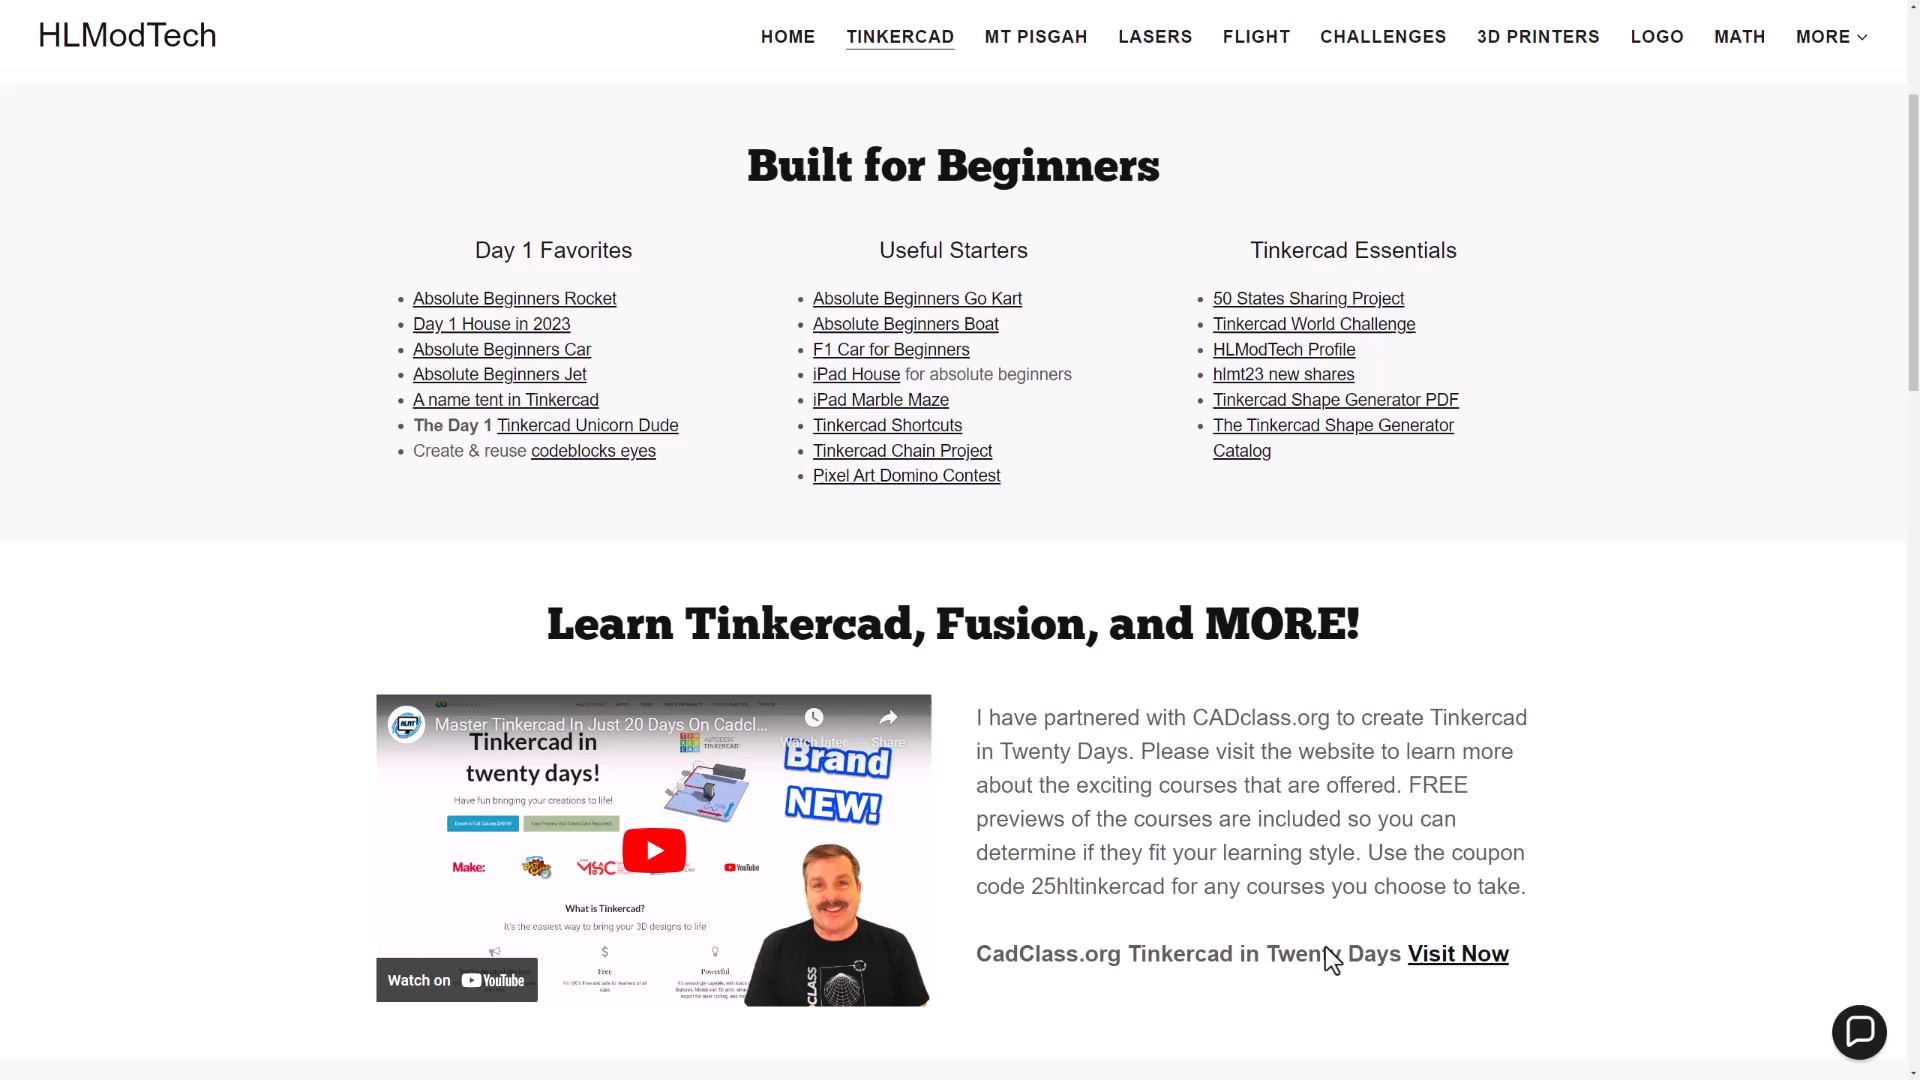 HLModTech
HOME TINKERCAD MT PISGAH LASERS FLIGHT CHALLENGES 3D PRINTERS LOGO MATH MORE
Built for Beginners
Day 1 Favorites
Absolute Beginners Rocket
Day 1 House in 2023
Absolute Beginners Car
Absolute Beginners Jet
A name tent in Tinkercad
The Day 1 Tinkercad Unicorn Dude
Create & reuse codeblocks eyes
Useful Starters
Absolute Beginners Go Kart
Absolute Beginners Boat
F1 Car for Beginners
iPad House for absolute beginners
iPad Marble Maze
Tinkercad Shortcuts
Tinkercad Chain Project
Pixel Art Domino Contest
Tinkercad Essentials
50 States Sharing Project
Tinkercad World Challenge
HLModTech Profile
hlmt23 new shares
Tinkercad Shape Generator PDF
The Tinkercad Shape Generator
Catalog
Learn Tinkercad, Fusion, and MORE!
Master Tinkercad In Just 20 Days On Cadcl...
Watch later Share
Tinkercad in
twenty days!
Have fun bringing your creations to life!
AUTODESK
TINKERCAD
Brand
NEW!
Make:
YouTube
What is Tinkercad?
It's the easiest way to bring your 3D designs to life
Free
Powerful
Watch on YouTube
I have partnered with CADclass.org to create Tinkercad
in Twenty Days. Please visit the website to learn more
about the exciting courses that are offered. FREE
previews of the courses are included so you can
determine if they fit your learning style. Use the coupon
code 25hltinkercad for any courses you choose to take.
CadClass.org Tinkercad in Twenty Days Visit Now